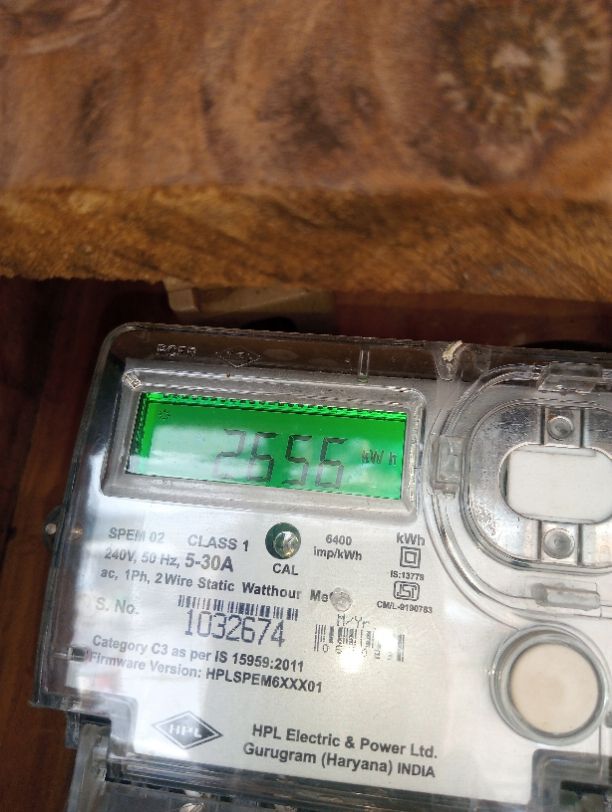 2656 kWh
SPEM 02 CLASS 1
240V, 50 Hz, 5-30A
ac, 1Ph, 2 Wire Static Watthour
CAL
6400
imp/kWh
kWh
IS:13779
CM/L-9190783
S. No. 1032674
Category C3 as per IS 15959:2011
Firmware Version: HPLSPEM6XXX01
HPL
HPL Electric & Power Ltd.
Gurugram (Haryana) INDIA